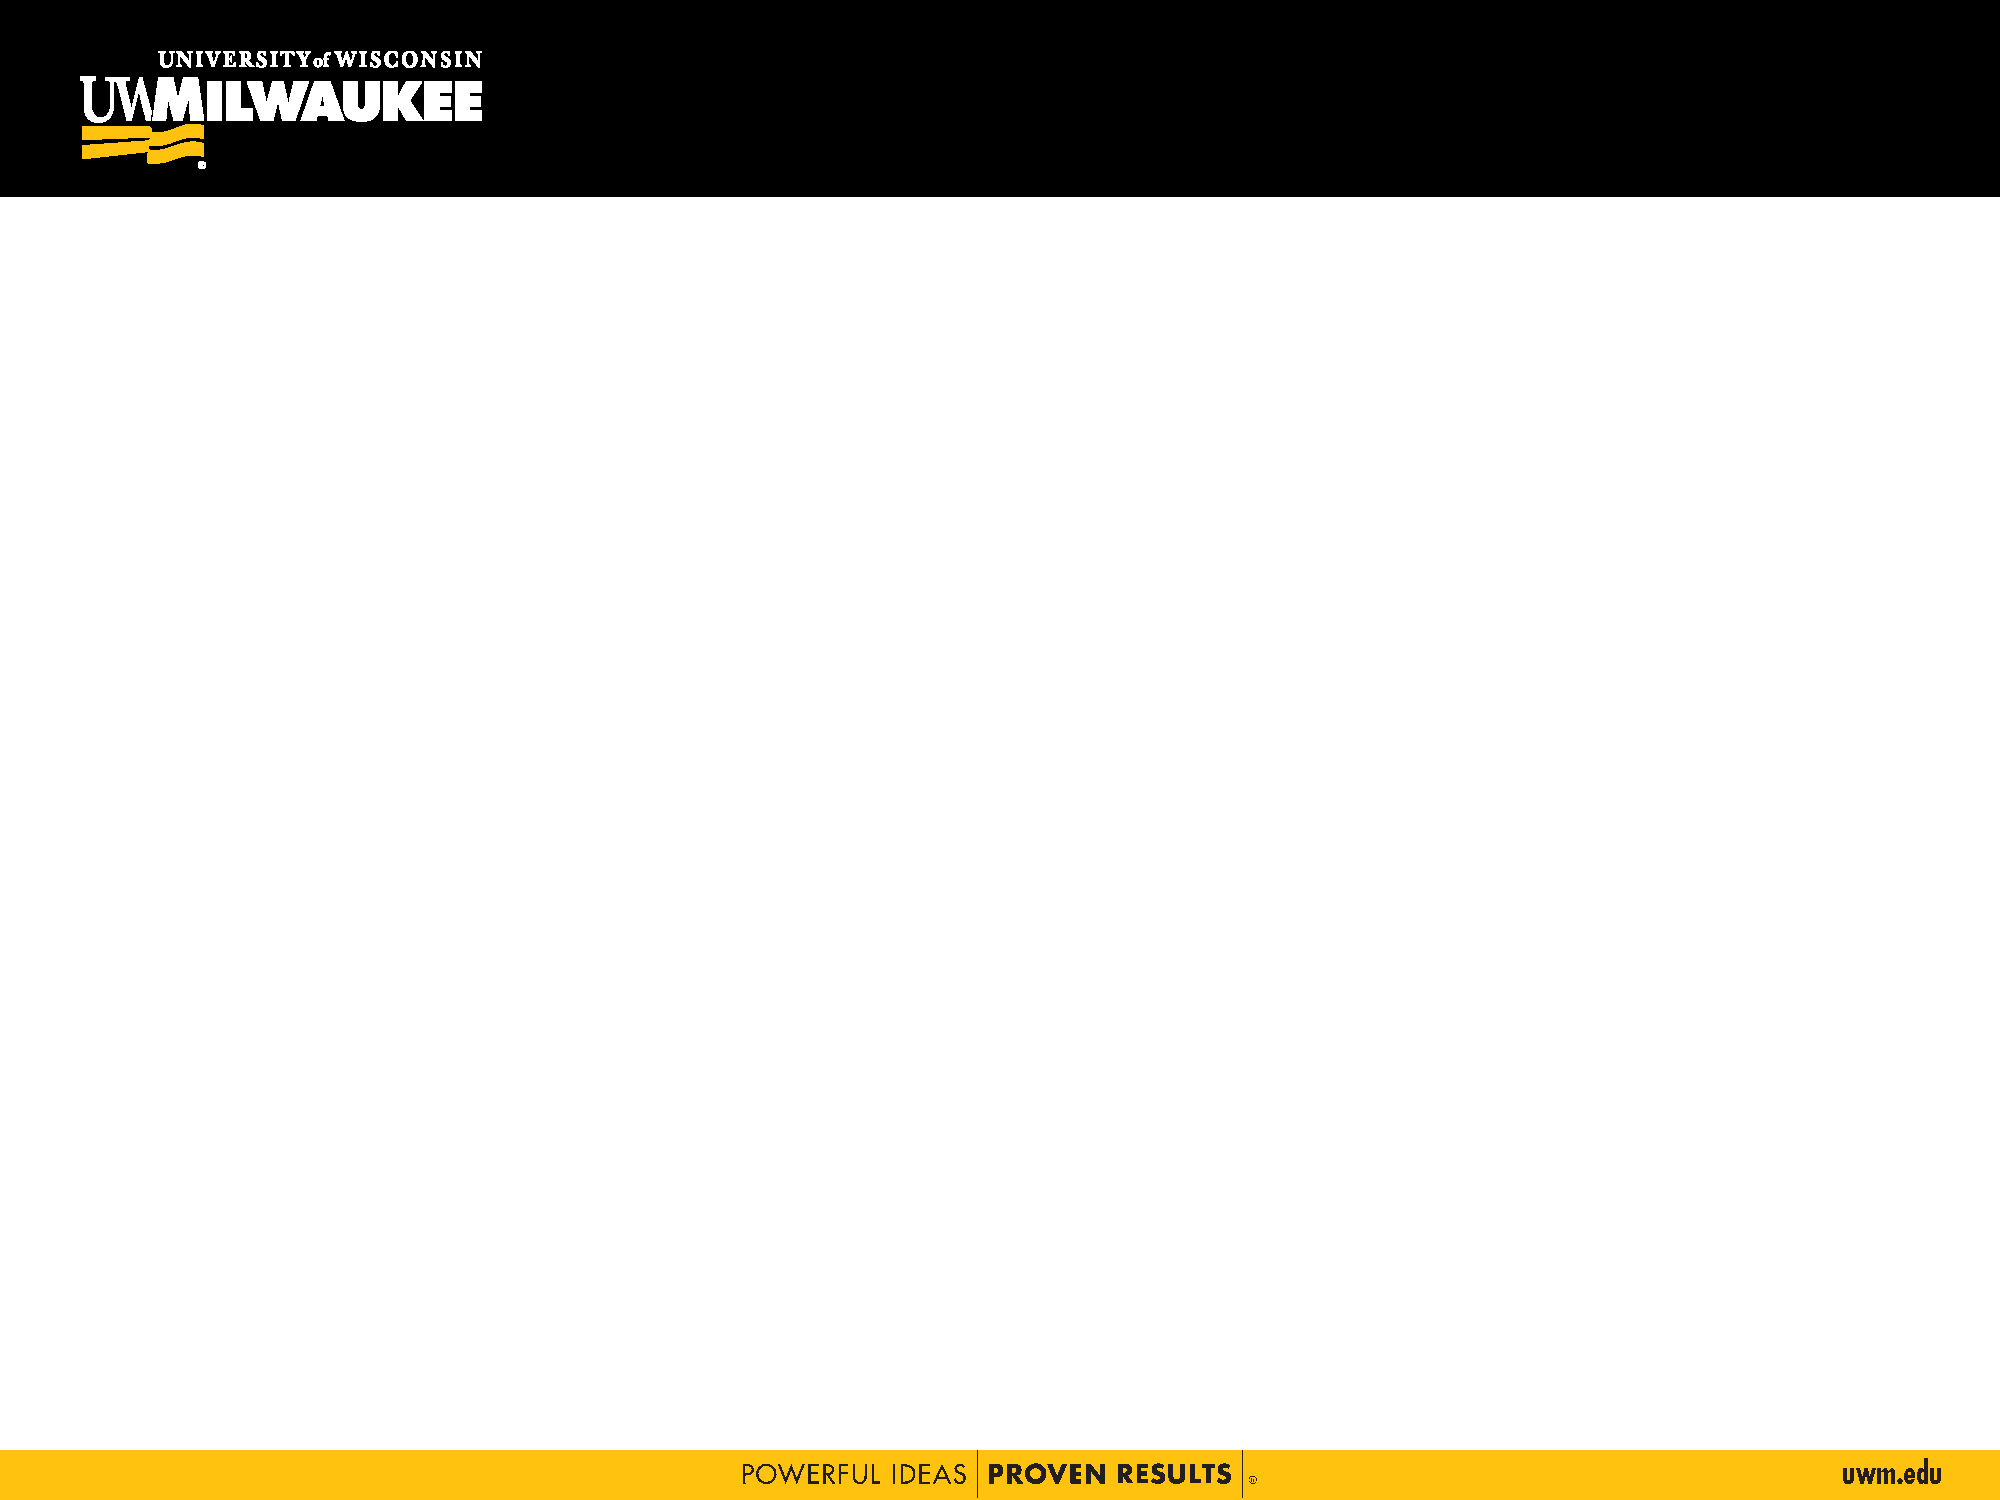 UNIVERSITY of WISCONSIN
UWMILWAUKEE
®
POWERFUL IDEAS PROVEN RESULTS ®
uwm.edu